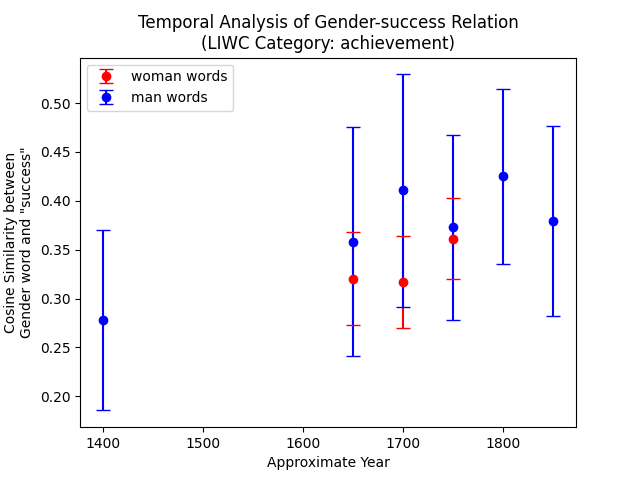 Temporal Analysis of Gender-success Relation
(LIWC Category: achievement)
woman words
man words
Cosine Similarity between
Gender word and "success"
0.50
0.45
0.40
0.35
0.30
0.25
0.20
1400
1500
1600
1700
1800
Approximate Year